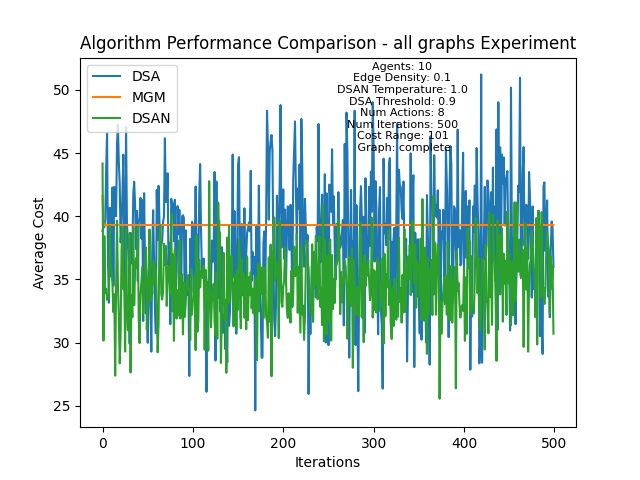 Algorithm Performance Comparison - all graphs Experiment
DSA
MGM
DSAN
Agents: 10
Edge Density: 0.1
DSAN Temperature: 1.0
DSA Threshold: 0.9
Num Actions: 8
Num Iterations: 500
Cost Range: 101
Graph: complete
Average Cost
50
45
40
35
30
25
0
100
200
300
400
500
Iterations